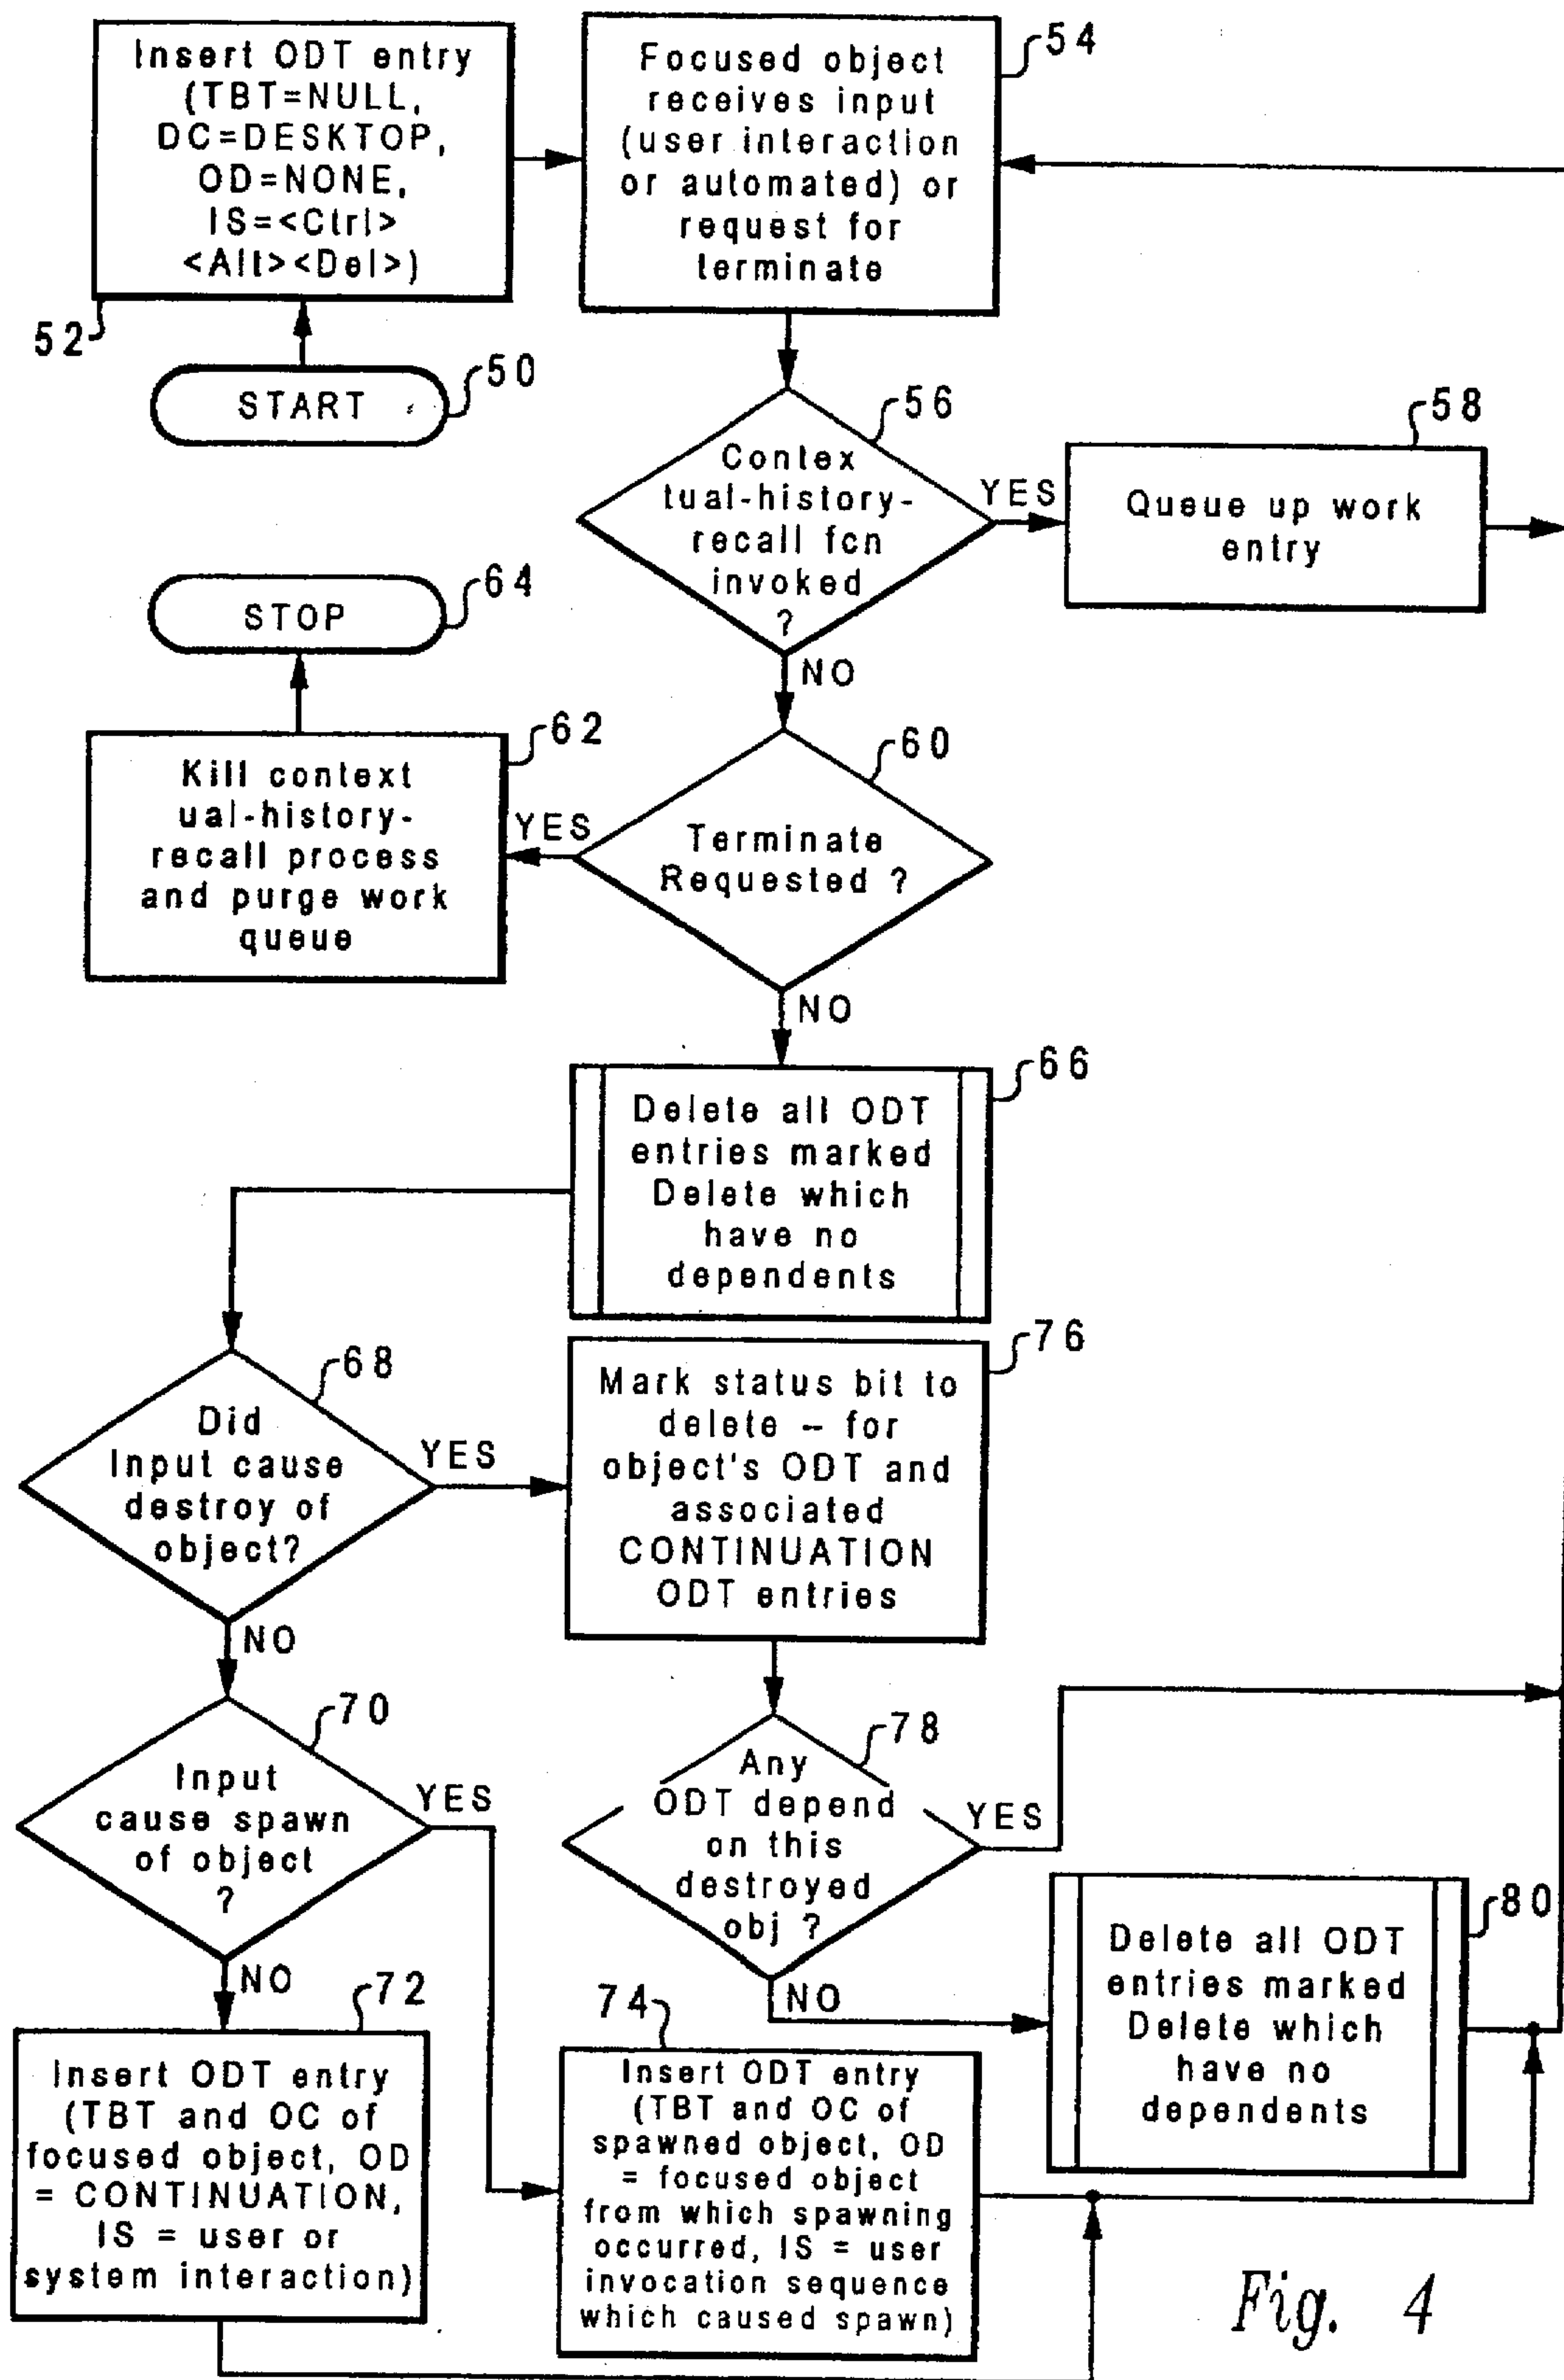 Insert ODT entry
(TBT=NULL,
DC=DESKTOP,
OD=NONE,
IS=<Ctrl>
<Alt><Del>)
52
START
50
Focused object
receives input
(user interaction
or automated) or
request for
terminate
54
Contex
tual-history-
recall fcn
invoked
?
56
YES
NO
Queue up work
entry
58
STOP
64
Kill context
ual-history-
recall process
and purge work
queue
62
Terminate
Requested ?
60
YES
NO
Delete all ODT
entries marked
Delete which
have no
dependents
66
Did
Input cause
destroy of
object?
68
YES
NO
Mark status bit to
delete – for
object's ODT and
associated
CONTINUATION
ODT entries
76
Input
cause spawn
of object
?
70
YES
NO
Any
ODT depend
on this
destroyed
obj ?
78
YES
NO
Delete all ODT
entries marked
Delete which
have no
dependents
80
Insert ODT entry
(TBT and OC of
focused object, OD
= CONTINUATION,
IS = user or
system interaction)
72
Insert ODT entry
(TBT and OC of
spawned object, OD
= focused object
from which spawning
occurred, IS = user
invocation sequence
which caused spawn)
74
Fig. 4